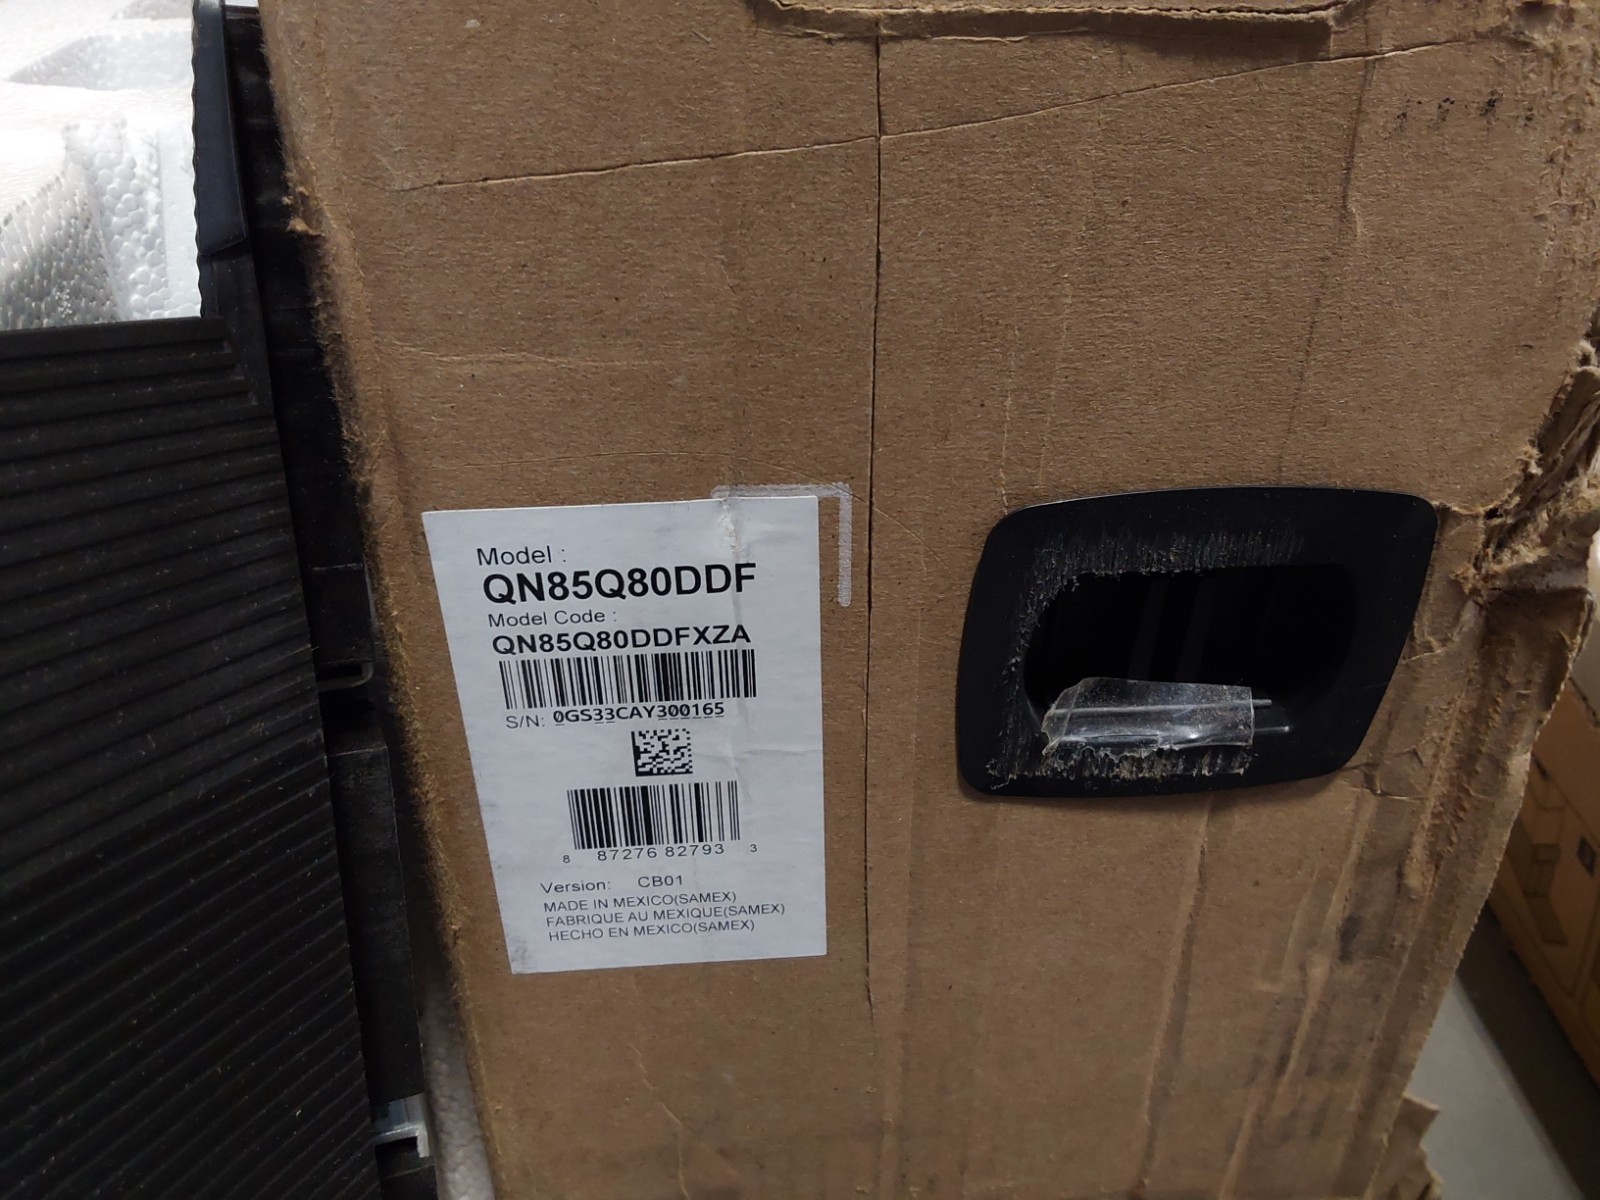 Model :
QN85Q80DDF
Model Code :
QN85Q80DDFXZA
S/N: 0GS33CAY300165
8 87276 82793 3
Version: CB01
MADE IN MEXICO(SAMEX)
FABRIQUE AU MEXIQUE(SAMEX)
HECHO EN MEXICO(SAMEX)